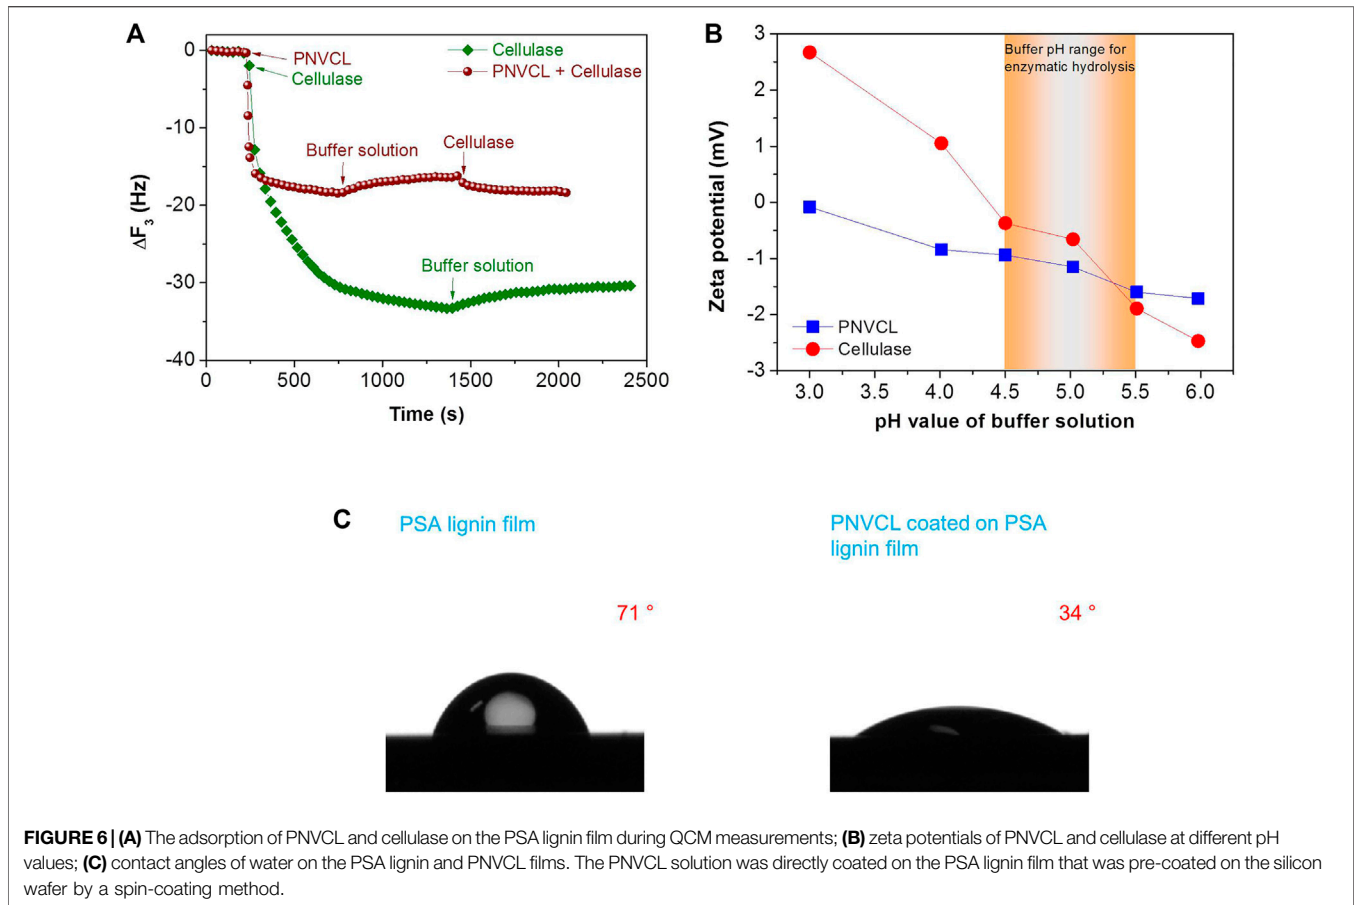 A
0
-10
-20
-30
-40
ΔF3 (Hz)
PNVCL
Cellulase
Cellulase
PNVCL + Cellulase
Buffer solution
Cellulase
Buffer solution
0 500 1000 1500 2000 2500
Time (s)
B
3
2
1
0
-1
-2
-3
Zeta potential (mV)
Buffer pH range for
enzymatic hydrolysis
PNVCL
Cellulase
3.0 3.5 4.0 4.5 5.0 5.5 6.0
pH value of buffer solution
C
PSA lignin film
71 °
PNVCL coated on PSA
lignin film
34 °
FIGURE 6 | (A) The adsorption of PNVCL and cellulase on the PSA lignin film during QCM measurements; (B) zeta potentials of PNVCL and cellulase at different pH
values; (C) contact angles of water on the PSA lignin and PNVCL films. The PNVCL solution was directly coated on the PSA lignin film that was pre-coated on the silicon
wafer by a spin-coating method.